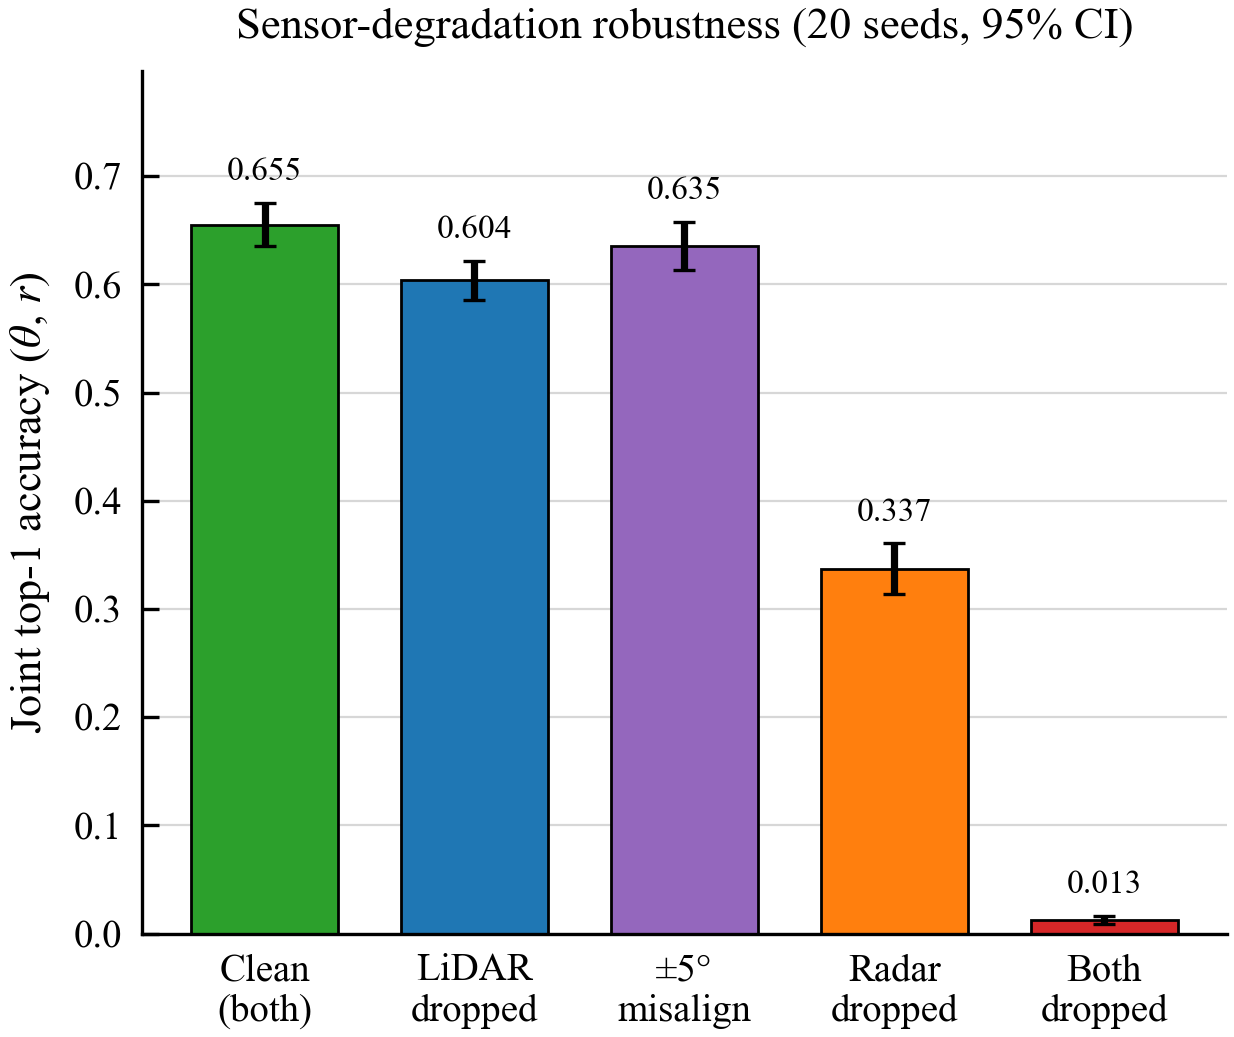 Sensor-degradation robustness (20 seeds, 95% CI)
Joint top-1 accuracy (θ, r)
0.7
0.6
0.5
0.4
0.3
0.2
0.1
0.0
0.655
0.604
0.635
0.337
0.013
Clean
(both)
LiDAR
dropped
±5°
misalign
Radar
dropped
Both
dropped